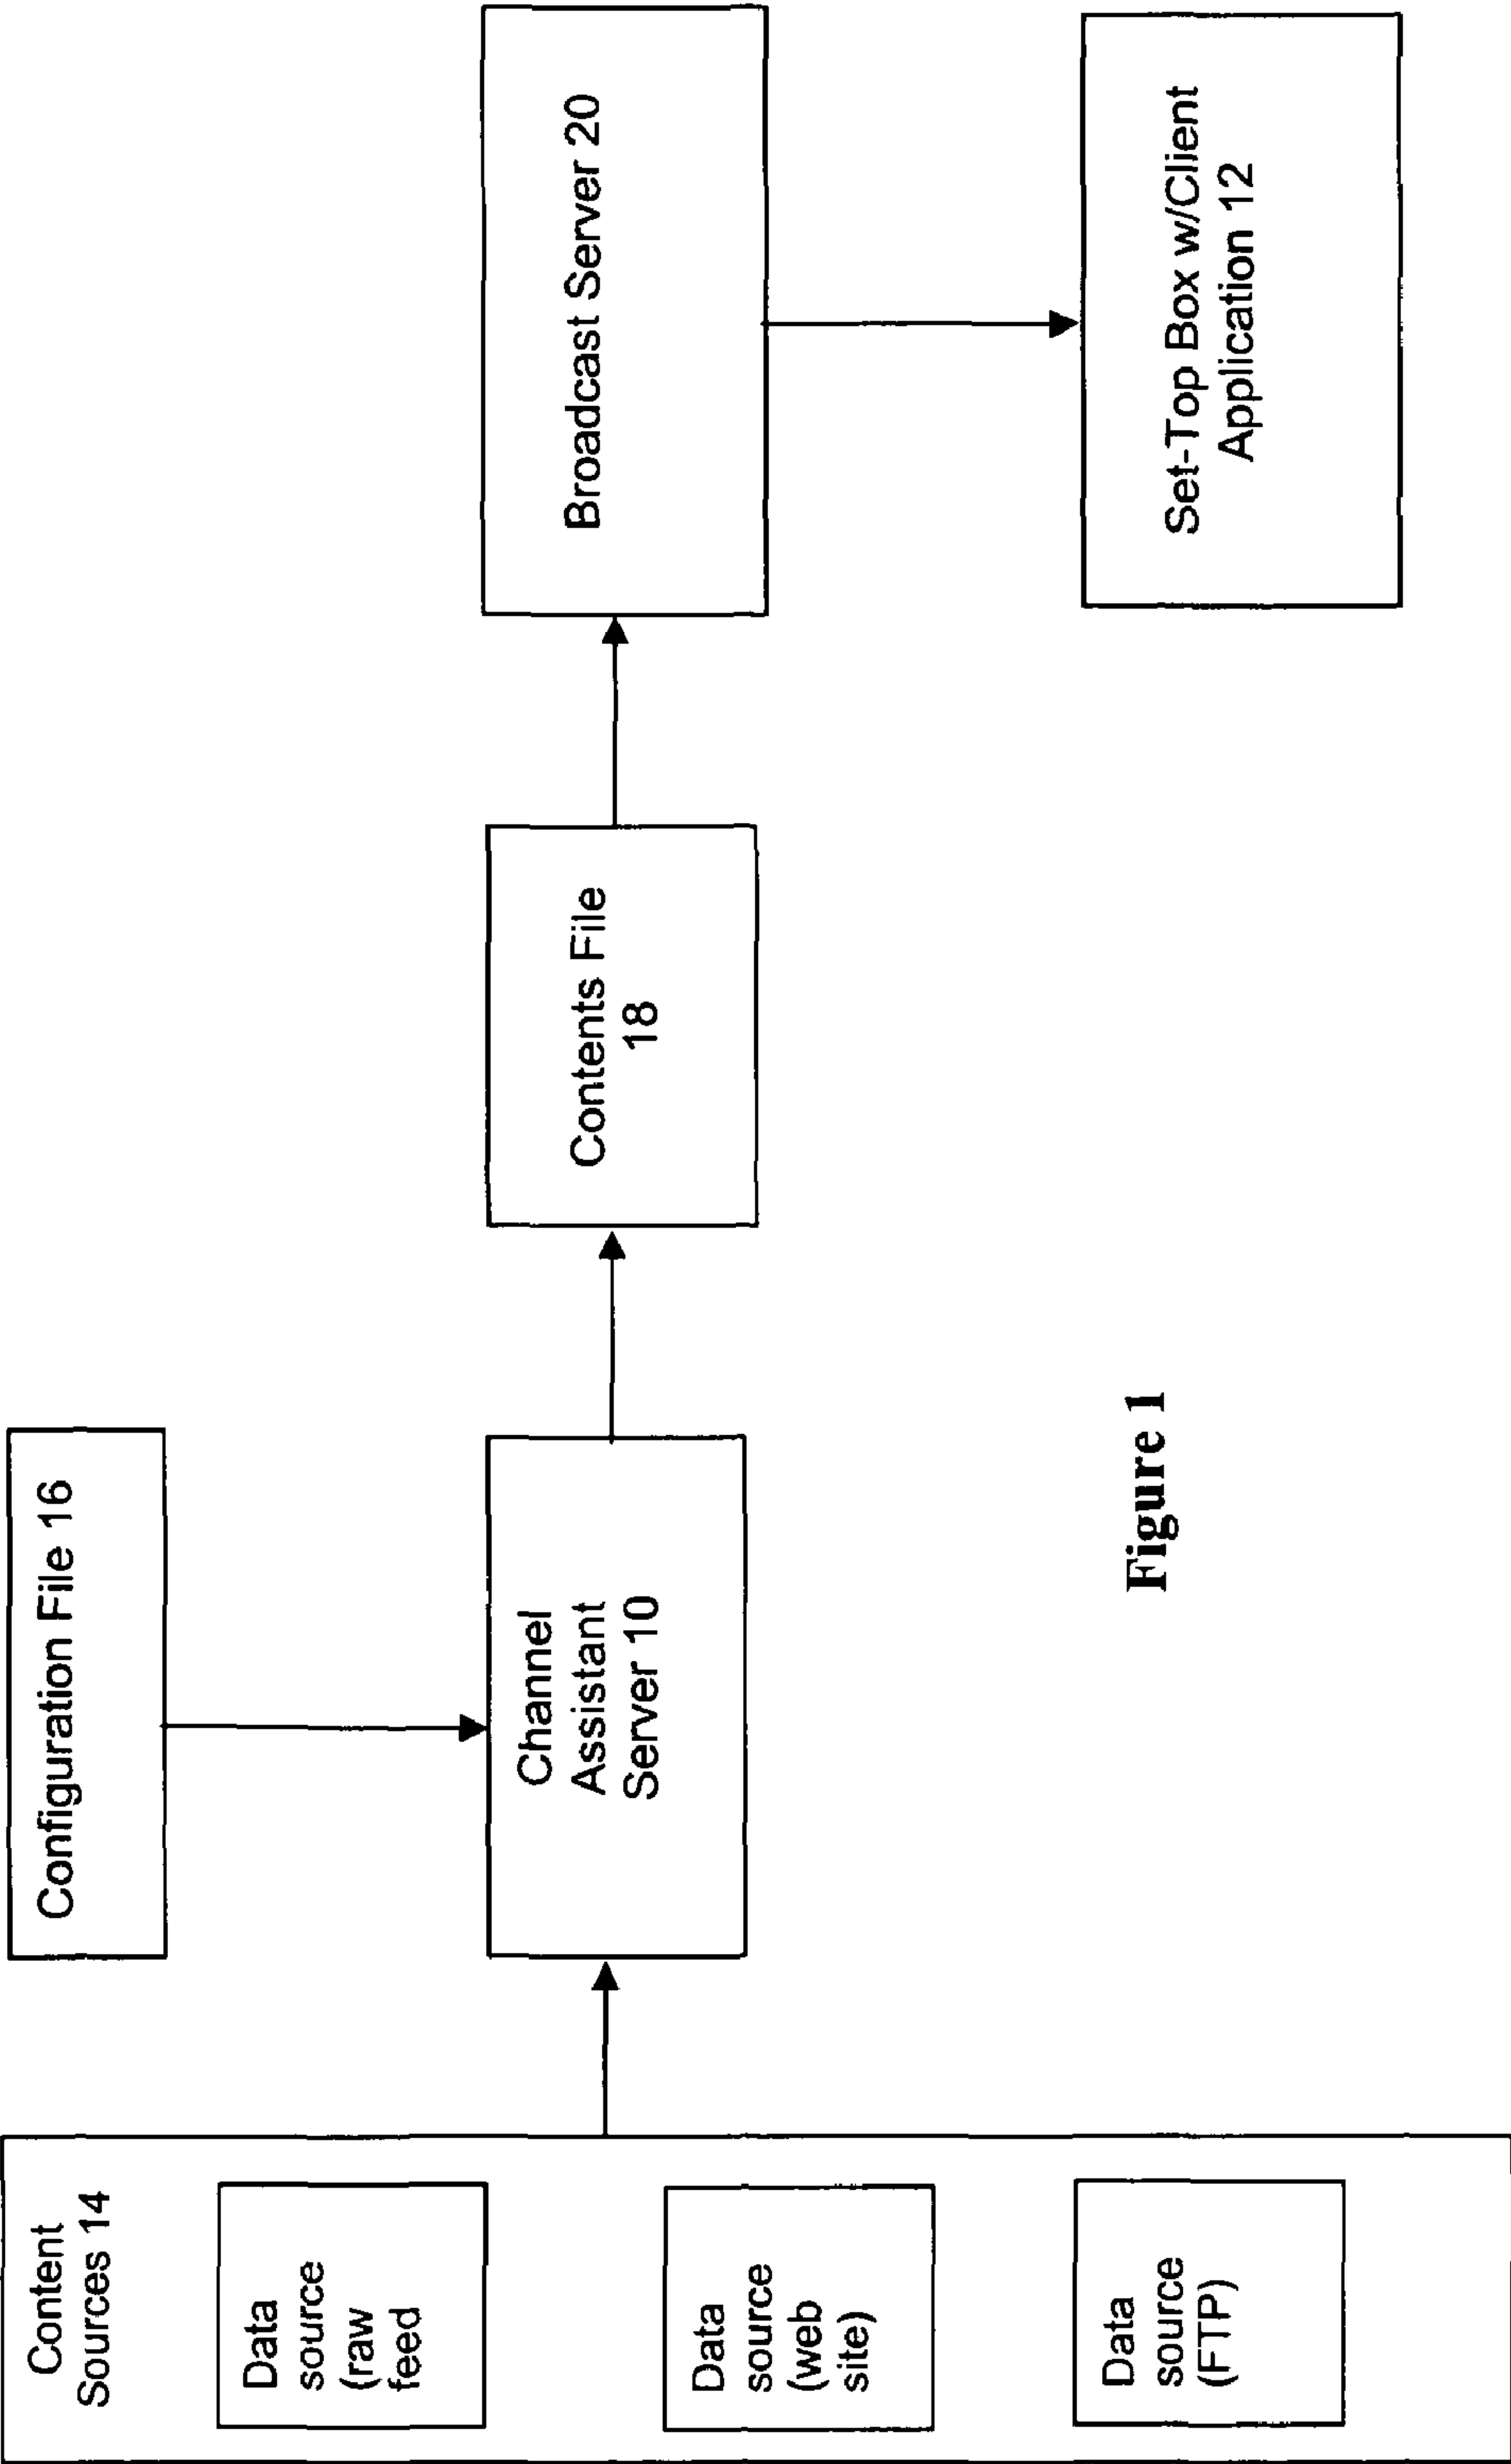 Content
Sources 14
Data
source
(raw
feed
Data
source
(web
site)
Data
source
(FTP)
Configuration File 16
Channel
Assistant
Server 10
Contents File
18
Broadcast Server 20
Set-Top Box w/Client
Application 12
Figure 1